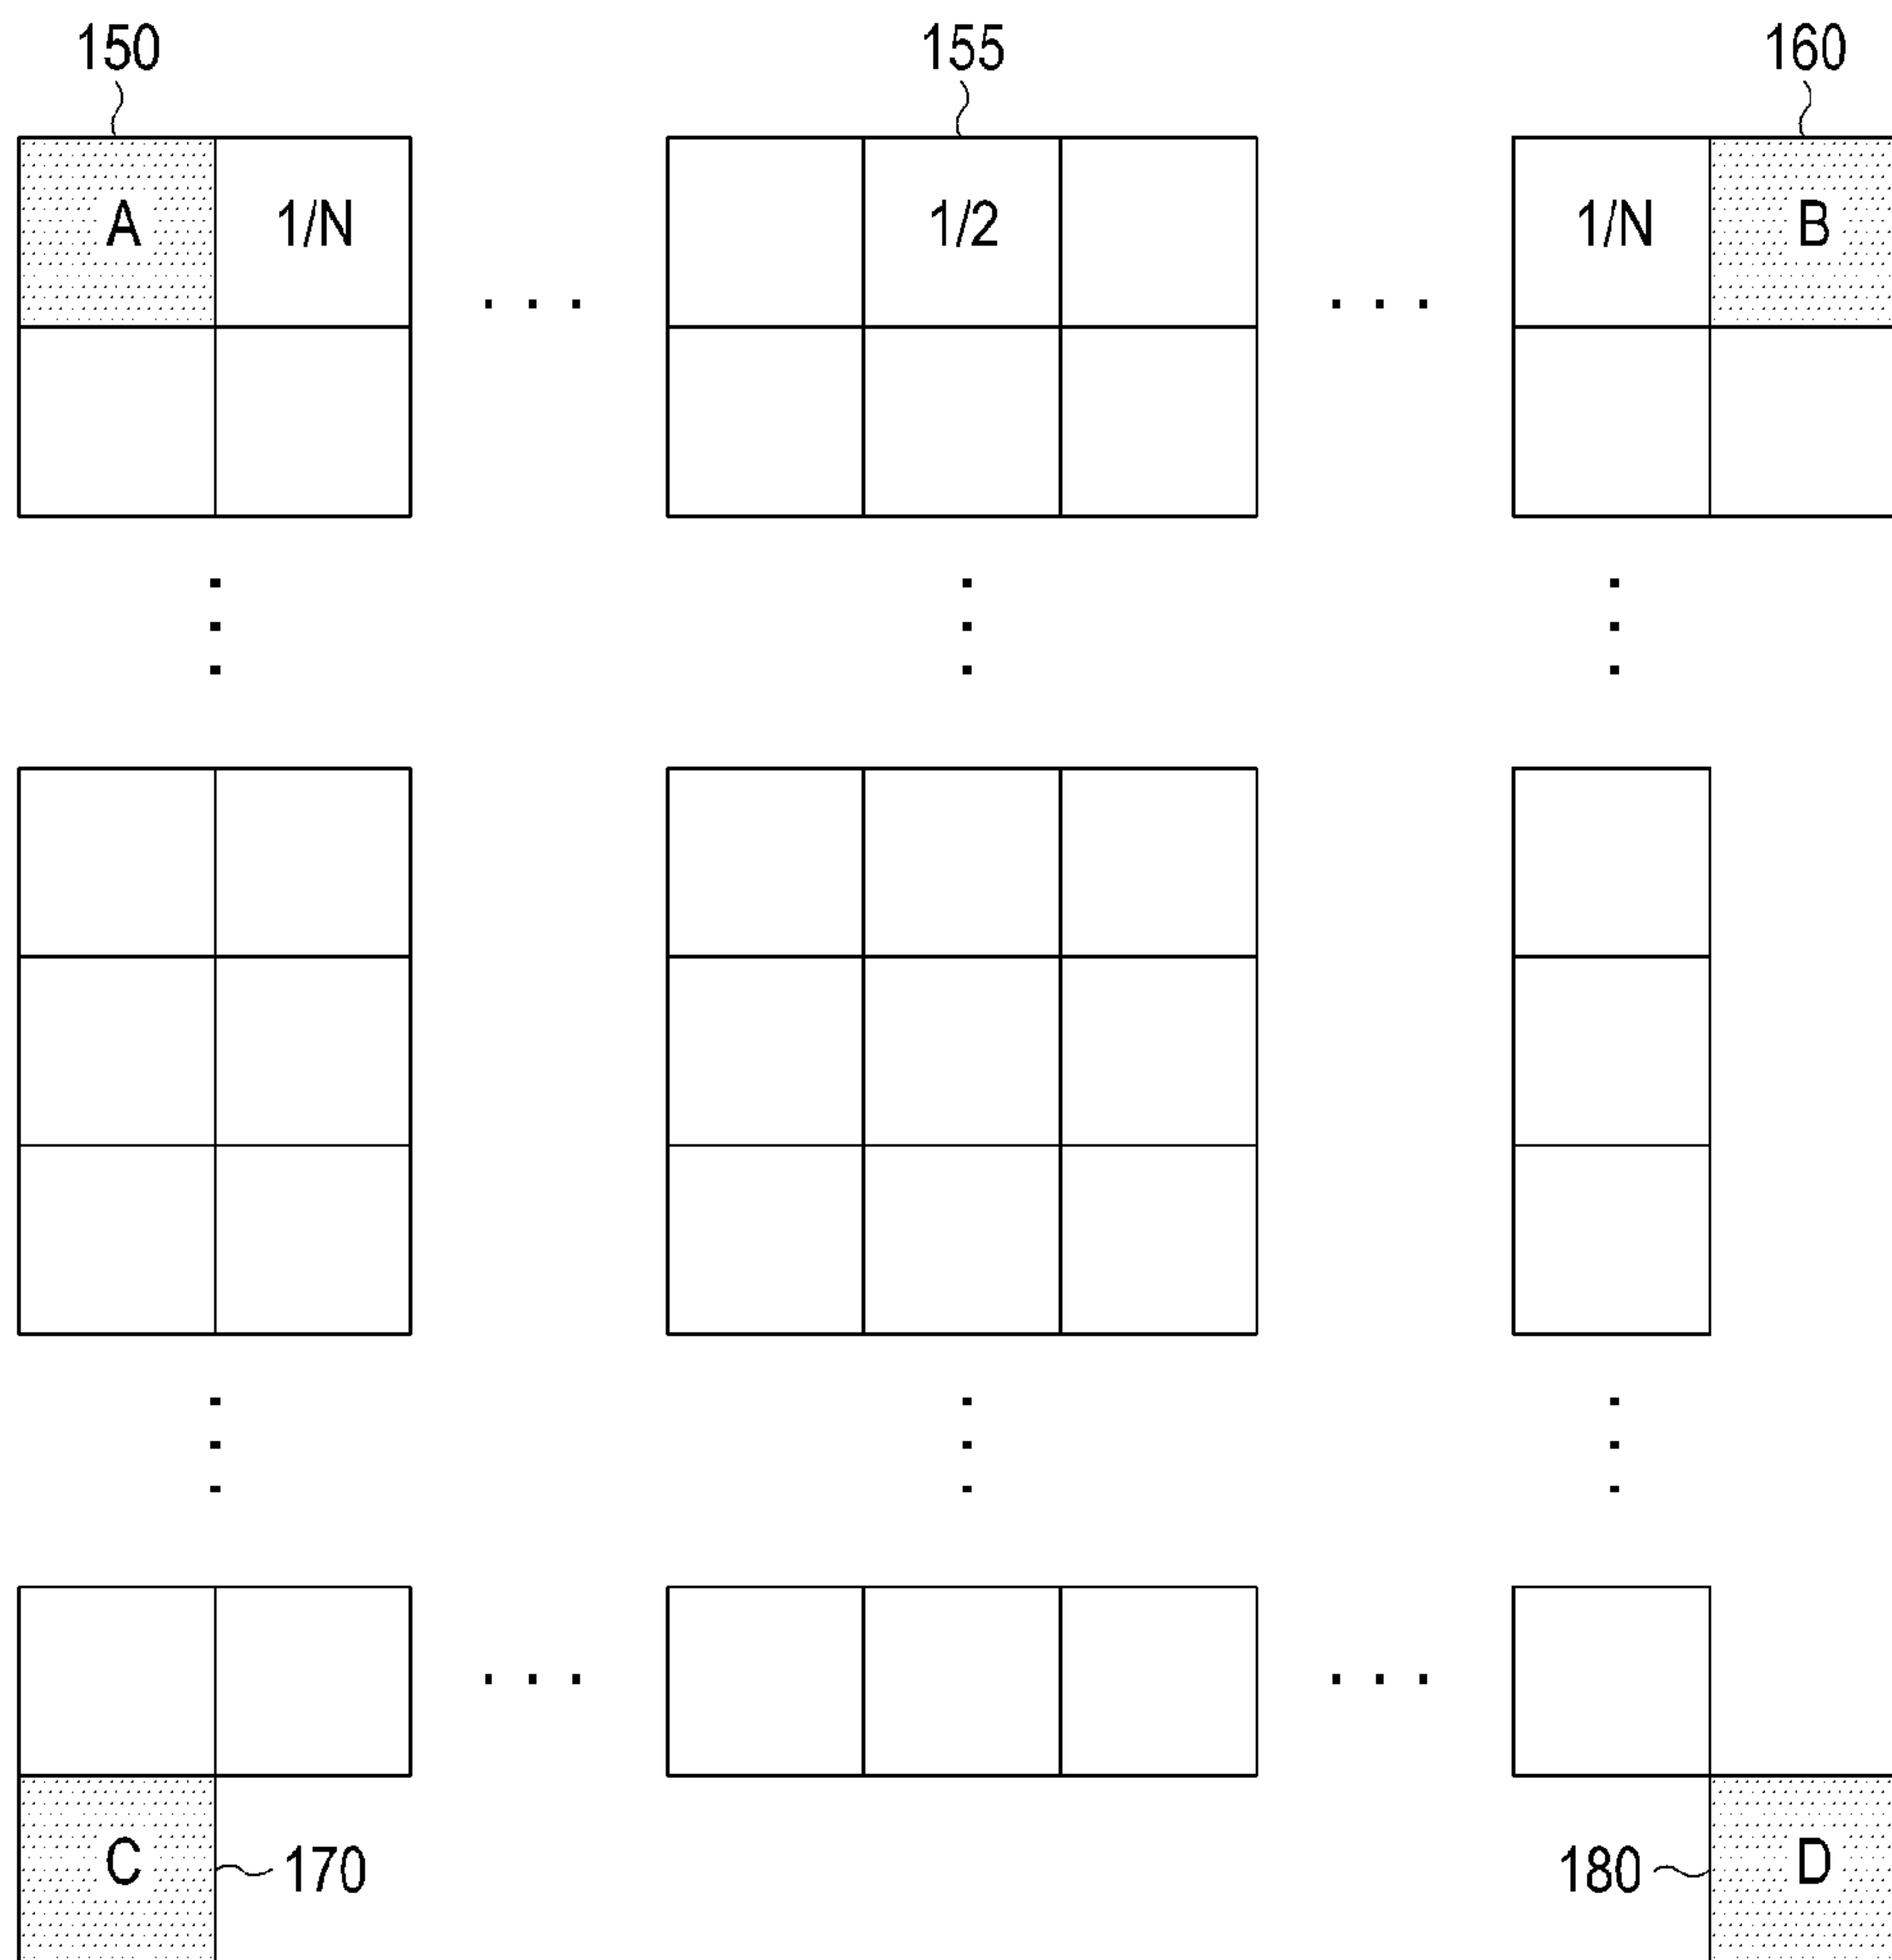 150 155 160
A 1/N 1/2 1/N B
. . . . . .
. . . . . .
C 170 180 D